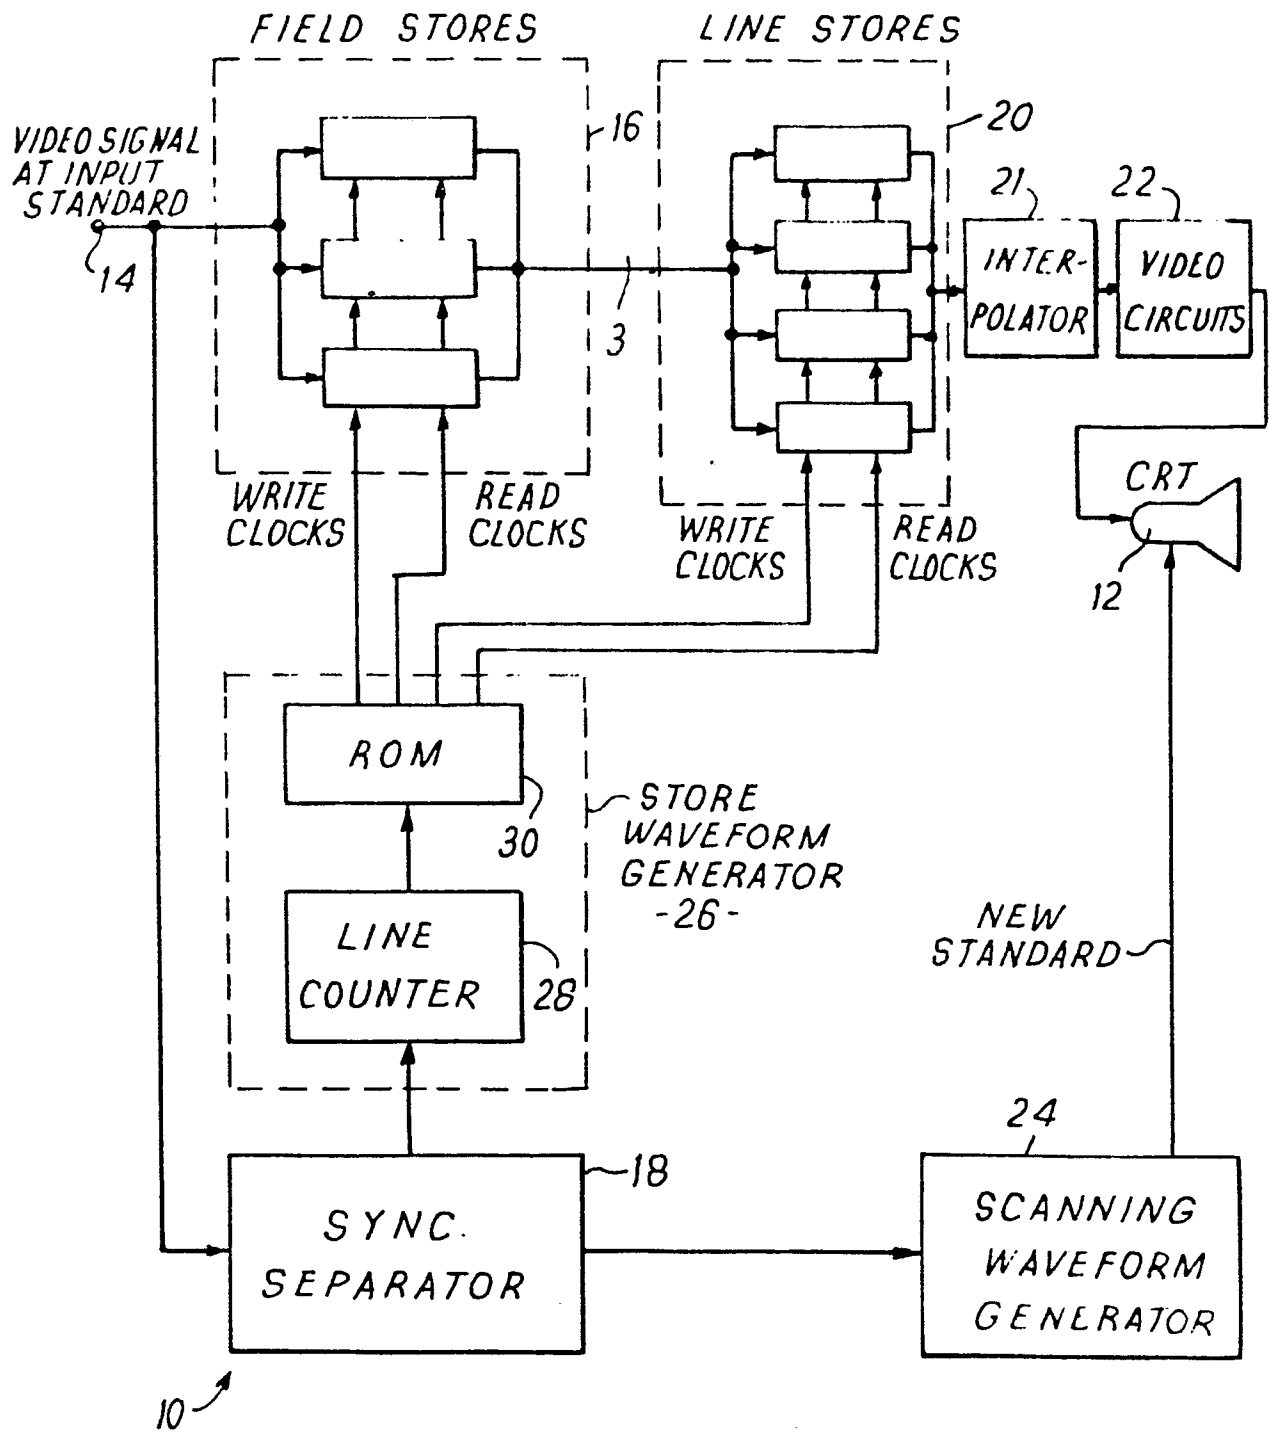 FIELD STORES
LINE STORES
VIDEO SIGNAL
AT INPUT
STANDARD
14
16
20
3
21
INTER-
POLATOR
22
VIDEO
CIRCUITS
WRITE
CLOCKS
READ
CLOCKS
WRITE
CLOCKS
READ
CLOCKS
CRT
12
ROM
30
STORE
WAVEFORM
GENERATOR
-26-
LINE
COUNTER
28
NEW
STANDARD
18
SYNC.
SEPARATOR
24
SCANNING
WAVEFORM
GENERATOR
10